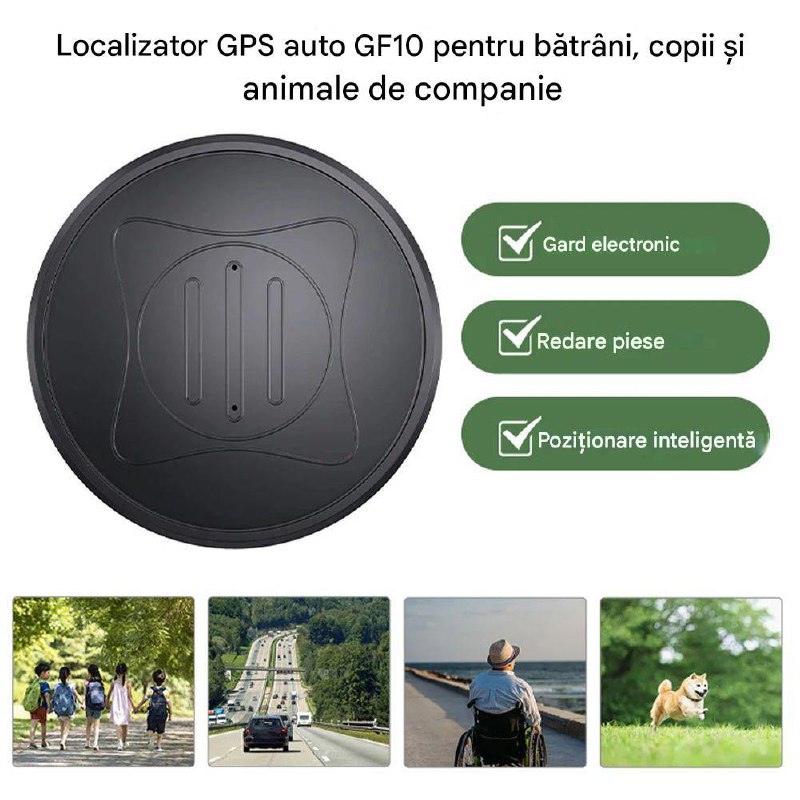 Localizator GPS auto GF10 pentru bătrâni, copii și
animale de companie
Gard electronic
Redare piese
Poziționare inteligentă